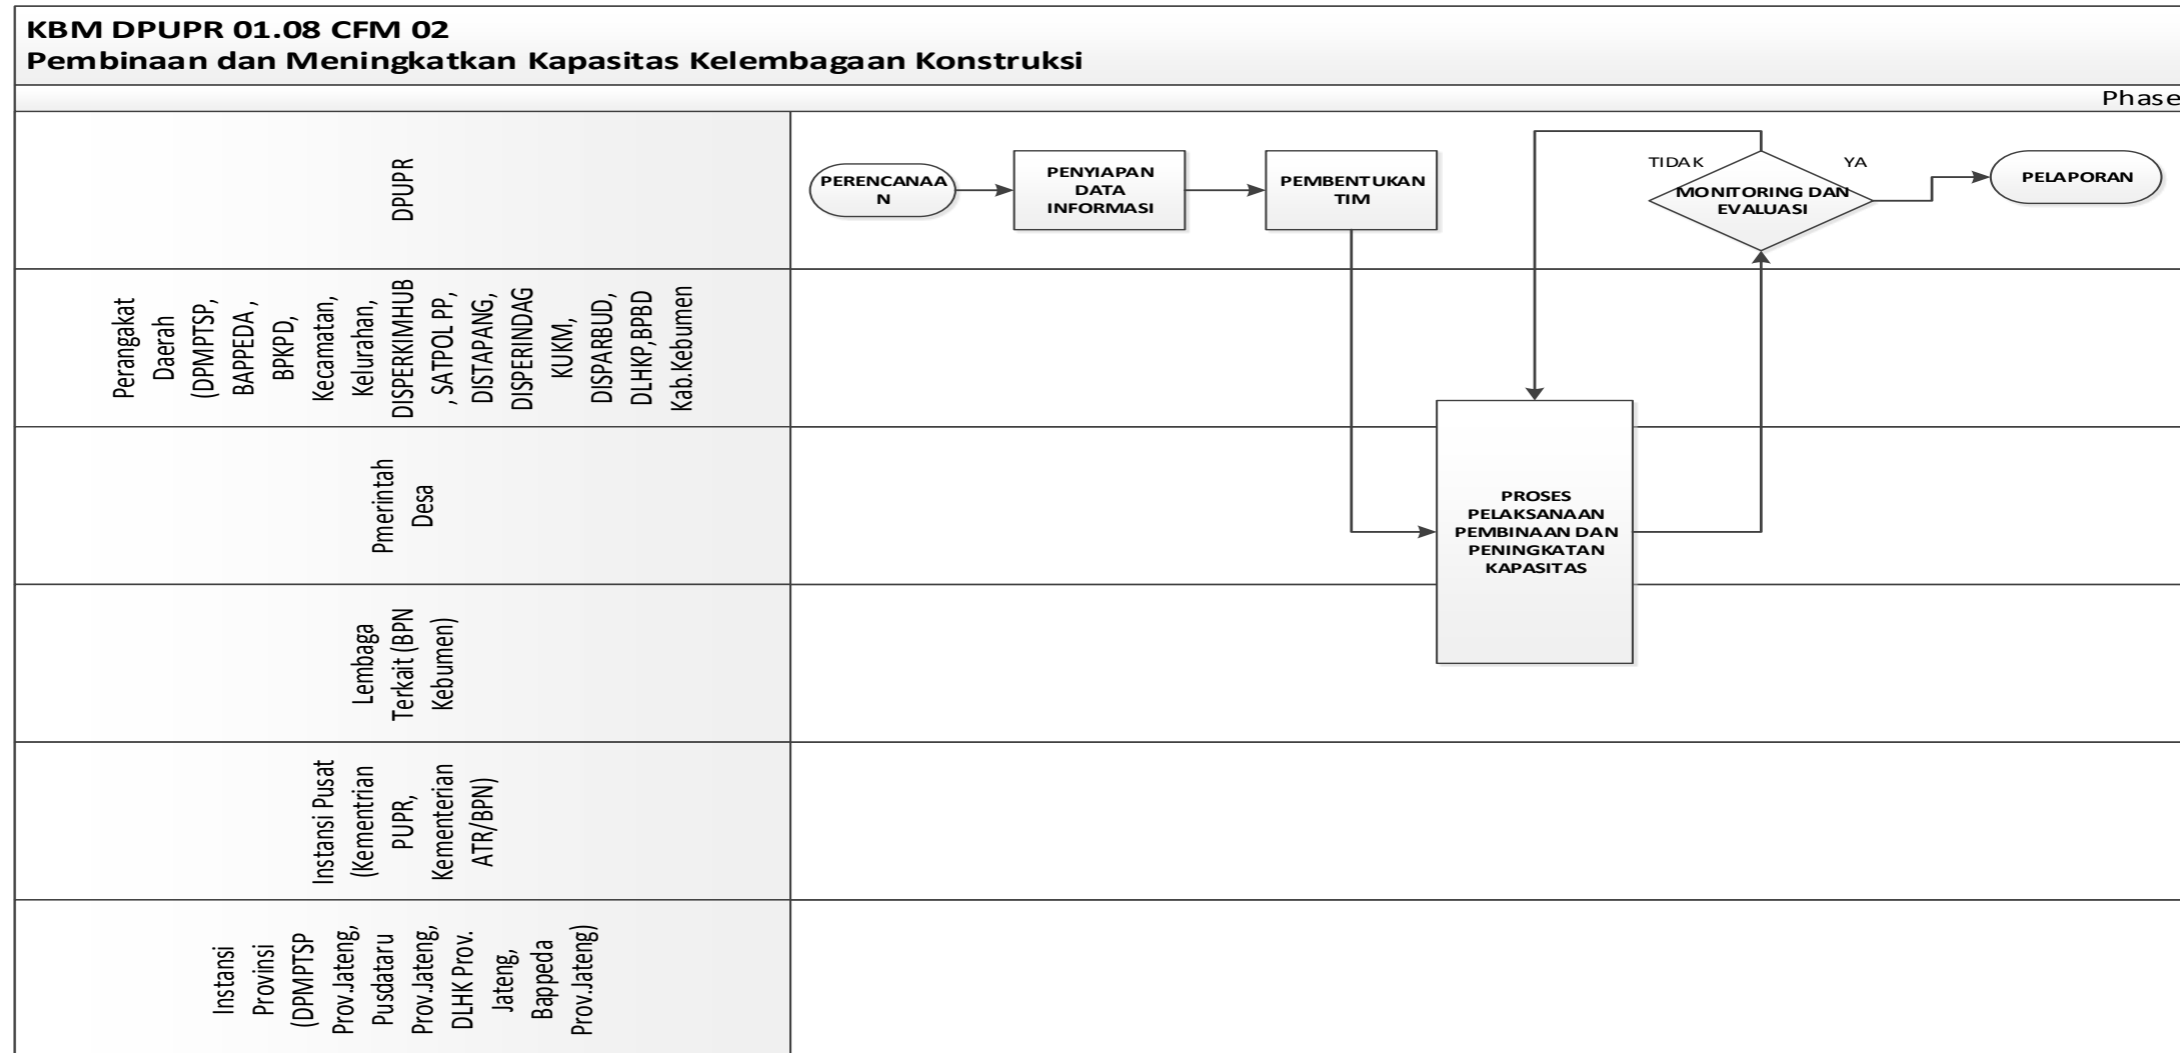 KBM DPUPR 01.08 CFM 02
Pembinaan dan Meningkatkan Kapasitas Kelembagaan Konstruksi
Phase
DPUPR
PERENCANAA
N
PENYIAPAN
DATA
INFORMASI
PEMBENTUKAN
TIM
TIDAK
YA
MONITORING DAN
EVALUASI
PELAPORAN
Perangakat
Daerah
(DPMPTSP,
BAPPEDA,
BPKPD,
Kecamatan,
Kelurahan,
DISPERKIMHUB
, SATPOL PP,
DISTAPANG,
DISPERINDAG
KUKM,
DISPARBUD,
DLHKP,BPBD
Kab.Kebumen
Pmerintah
Desa
PROSES
PELAKSANAAN
PEMBINAAN DAN
PENINGKATAN
KAPASITAS
Lembaga
Terkait (BPN
Kebumen)
Instansi Pusat
(Kementrian
PUPR,
Kementerian
ATR/BPN)
Instansi
Provinsi
(DPMPTSP
Prov.Jateng,
Pusdataru
Prov.Jateng,
DLHK Prov.
Jateng,
Bappeda
Prov.Jateng)